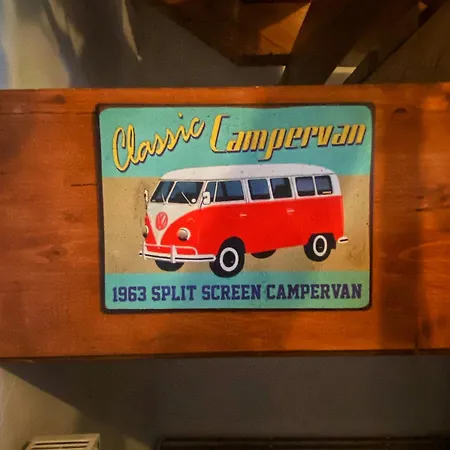 Classic Campervan
1963 SPLIT SCREEN CAMPERVAN